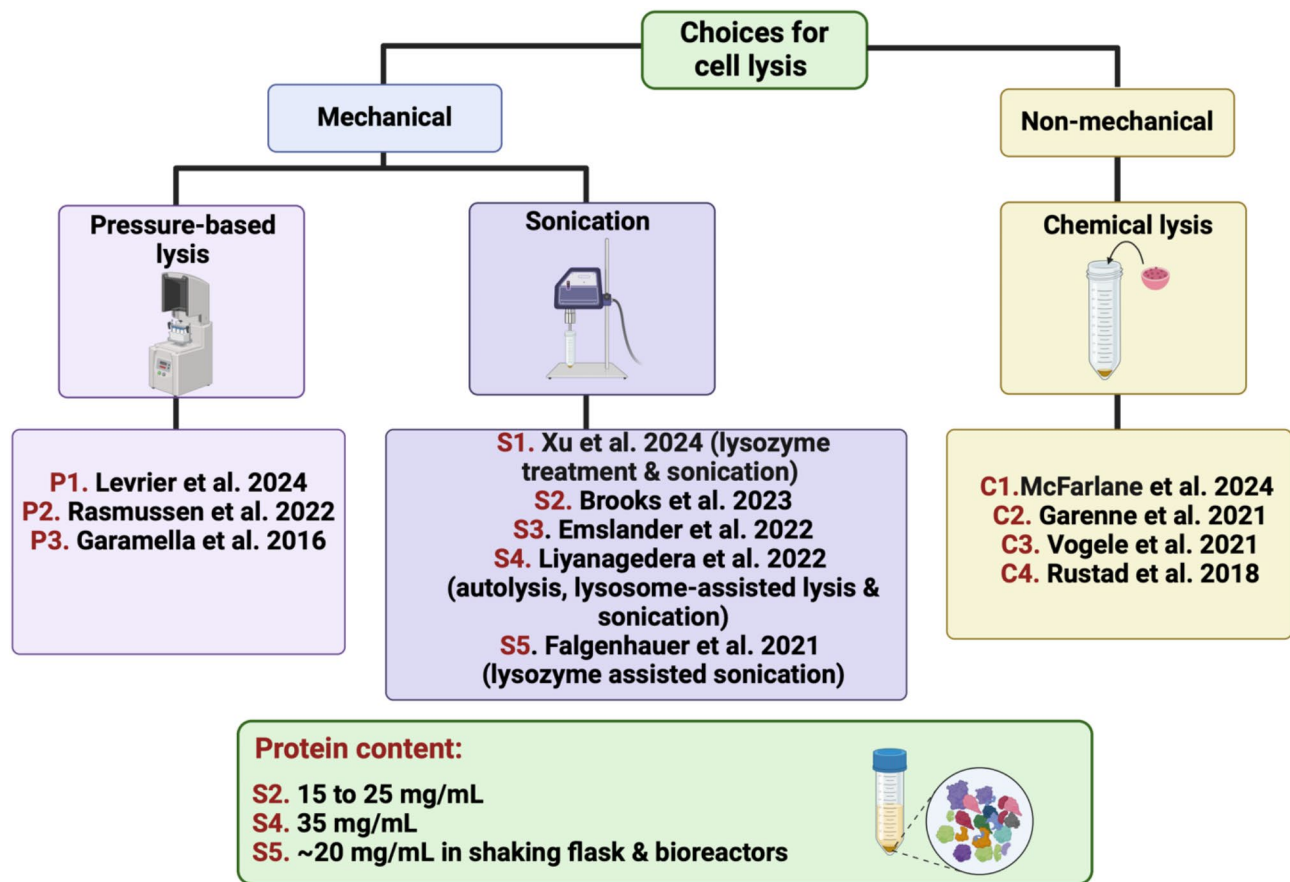 Choices for
cell lysis
Mechanical
Non-mechanical
Pressure-based
lysis
Sonication
Chemical lysis
P1. Levrier et al. 2024
P2. Rasmussen et al. 2022
P3. Garamella et al. 2016
S1. Xu et al. 2024 (lysozyme
treatment & sonication)
S2. Brooks et al. 2023
S3. Emslander et al. 2022
S4. Liyanagedera et al. 2022
(autolysis, lysosome-assisted lysis &
sonication)
S5. Falgenhauer et al. 2021
(lysozyme assisted sonication)
C1.McFarlane et al. 2024
C2. Garenne et al. 2021
C3. Vogele et al. 2021
C4. Rustad et al. 2018
Protein content:
S2. 15 to 25 mg/mL
S4. 35 mg/mL
S5. ~20 mg/mL in shaking flask & bioreactors